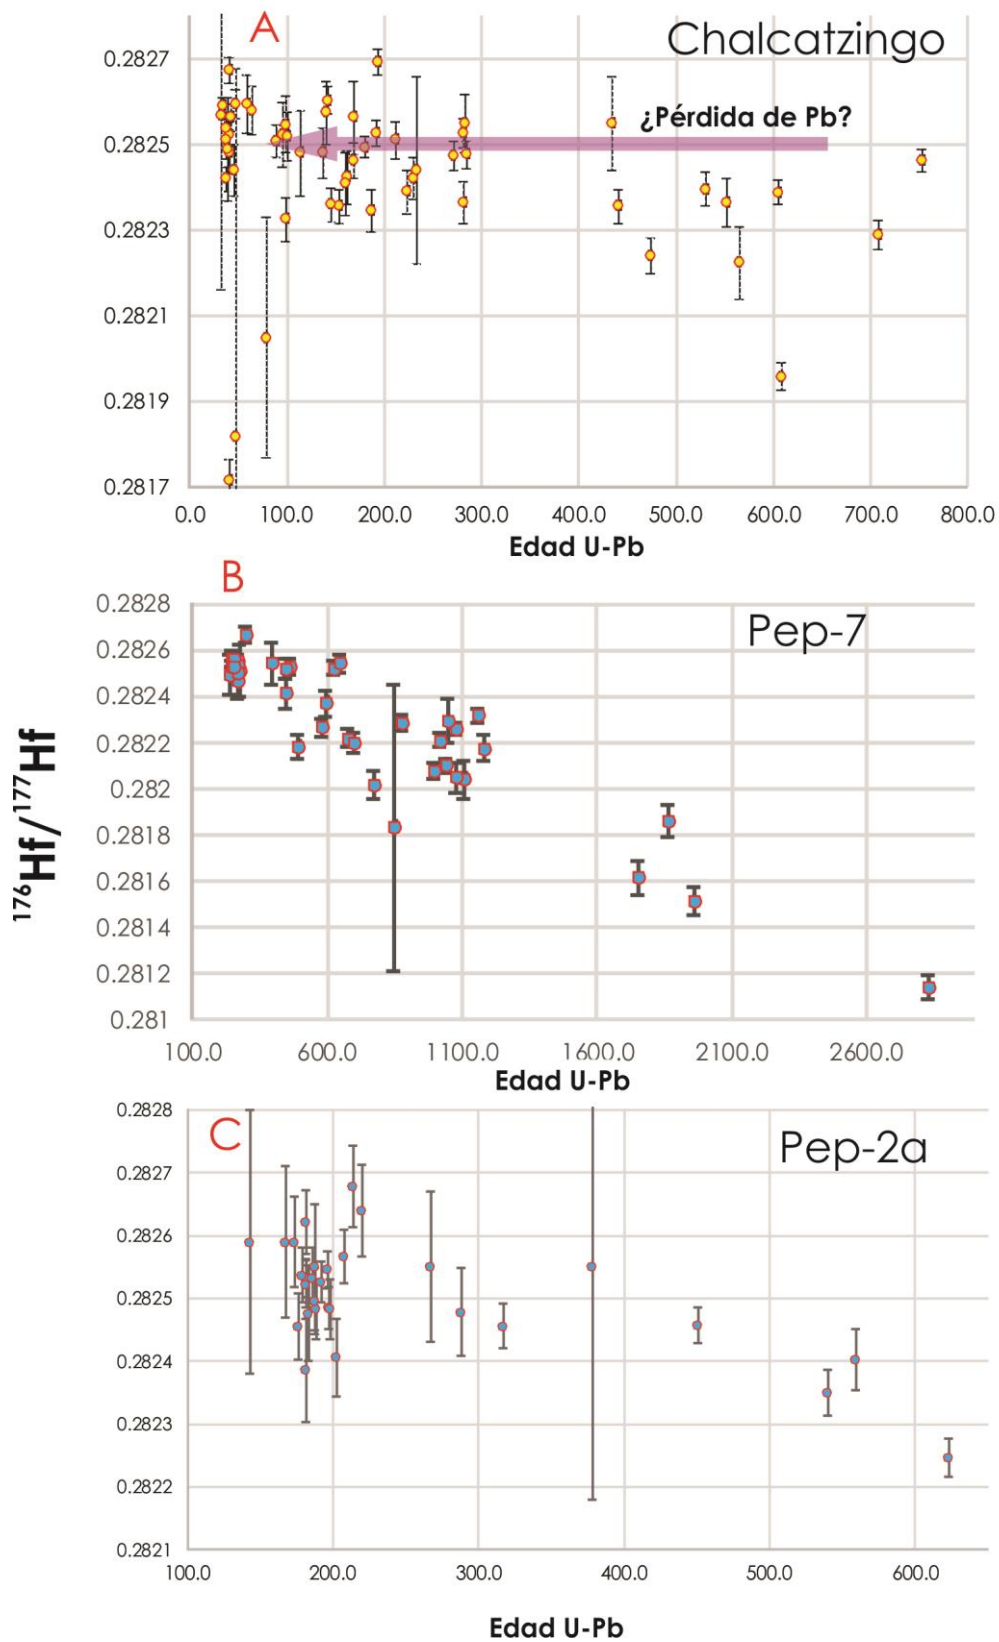 A
Chalcatzingo
0.2827
¿Pérdida de Pb?
0.2825
0.2823
0.2821
0.2819
0.2817
0.0 100.0 200.0 300.0 400.0 500.0 600.0 700.0 800.0
Edad U-Pb
B
Pep-7
0.2828
0.2826
0.2824
0.2822
0.282
0.2818
0.2816
0.2814
0.2812
0.281
100.0 600.0 1100.0 1600.0 2100.0 2600.0
Edad U-Pb
¹⁷⁶Hf/¹⁷⁷Hf
C
Pep-2a
0.2828
0.2827
0.2826
0.2825
0.2824
0.2823
0.2822
0.2821
100.0 200.0 300.0 400.0 500.0 600.0
Edad U-Pb